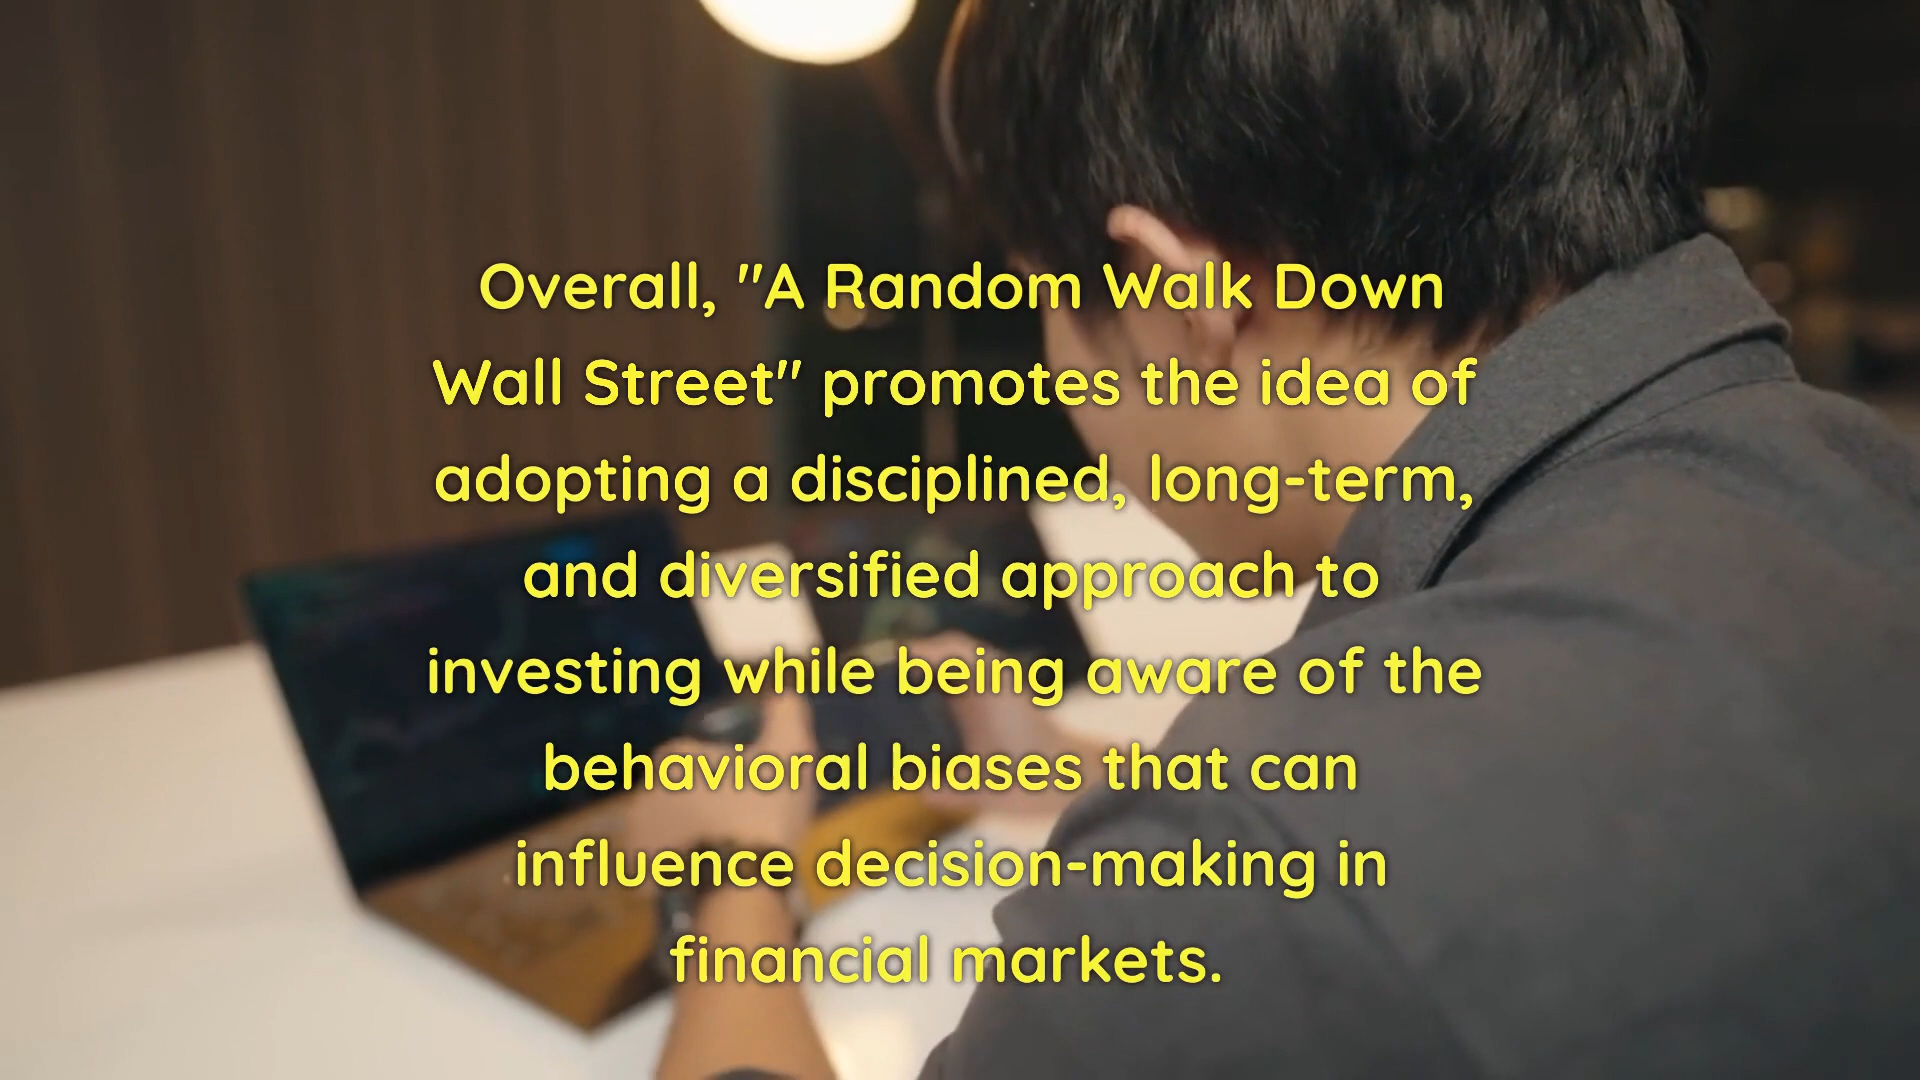 Overall, "A Random Walk Down
Wall Street" promotes the idea of
adopting a disciplined, long-term,
and diversified approach to
investing while being aware of the
behavioral biases that can
influence decision-making in
financial markets.